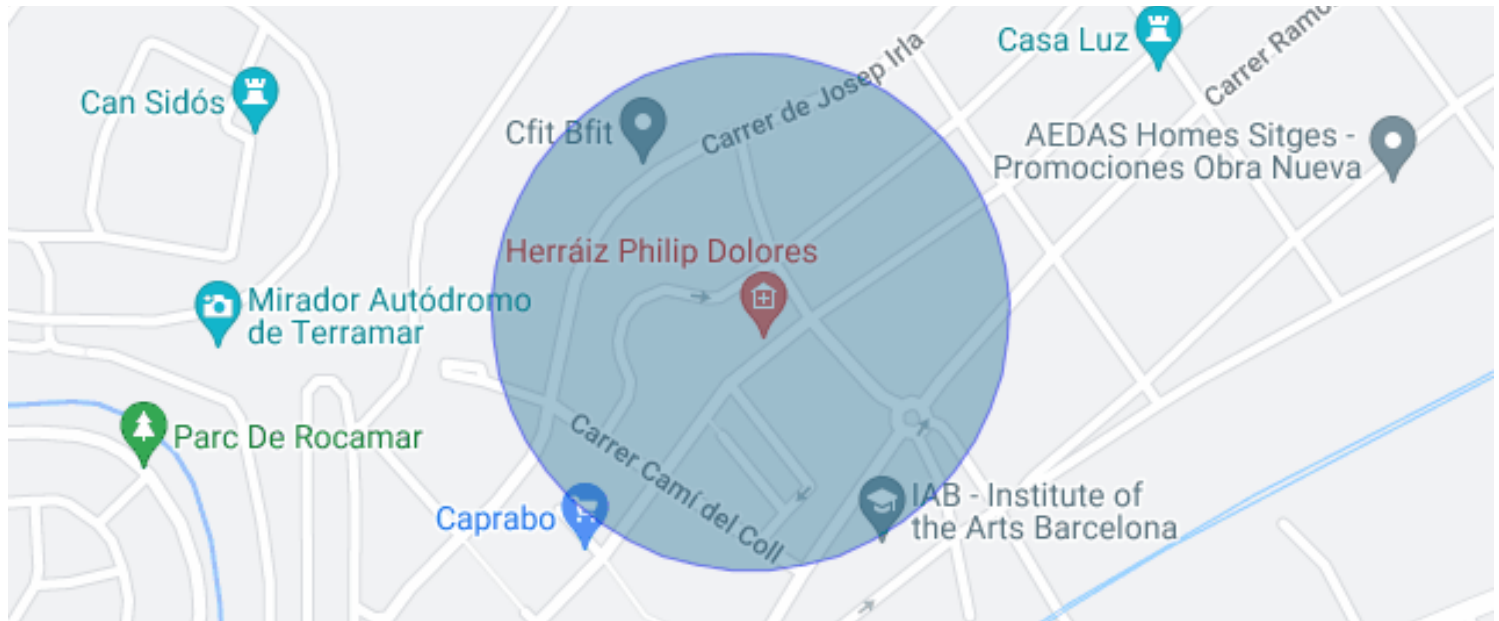 Casa Luz
Carrer Ramo
Can Sidós
Cfit Bfit
Carrer de Josep Irla
AEDAS Homes Sitges -
Promociones Obra Nueva
Herráiz Philip Dolores
Mirador Autódromo
de Terramar
Parc De Rocamar
Carrer Camí del Coll
Caprabo
IAB - Institute of
the Arts Barcelona